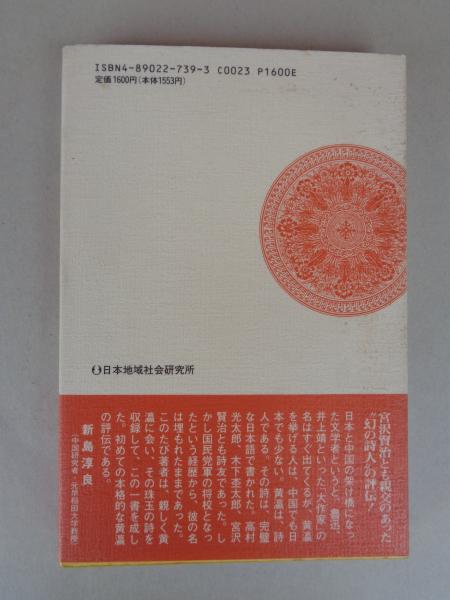 ISBN4-89022-739-3 C0023 P1600E
定価1600円(本体1553円)
日本地域社会研究所
宮沢賢治とも親交のあった
“幻の詩人”の評伝!
日本と中国の架け橋になっ
た文学者というと、魯迅、
井上靖といった"大作家"の
名はすぐ出てくるが、黄瀛
を挙げる人は、中国でも日
本でも少ない。黄瀛は、詩
人である。その詩は、完璧
な日本語で書かれた。高村
光太郎、木下杢太郎、宮沢
賢治とも詩友であった。し
かし国民党軍の将校となっ
たという経歴から、彼の名
は埋もれたままであった。
このたび著者は、親しく黄
瀛に会い、その珠玉の詩を
収録して、この一書を成し
た。初めての本格的な黄瀛
の評伝である。
新島淳良
(中国研究者・元早稲田大学教授)